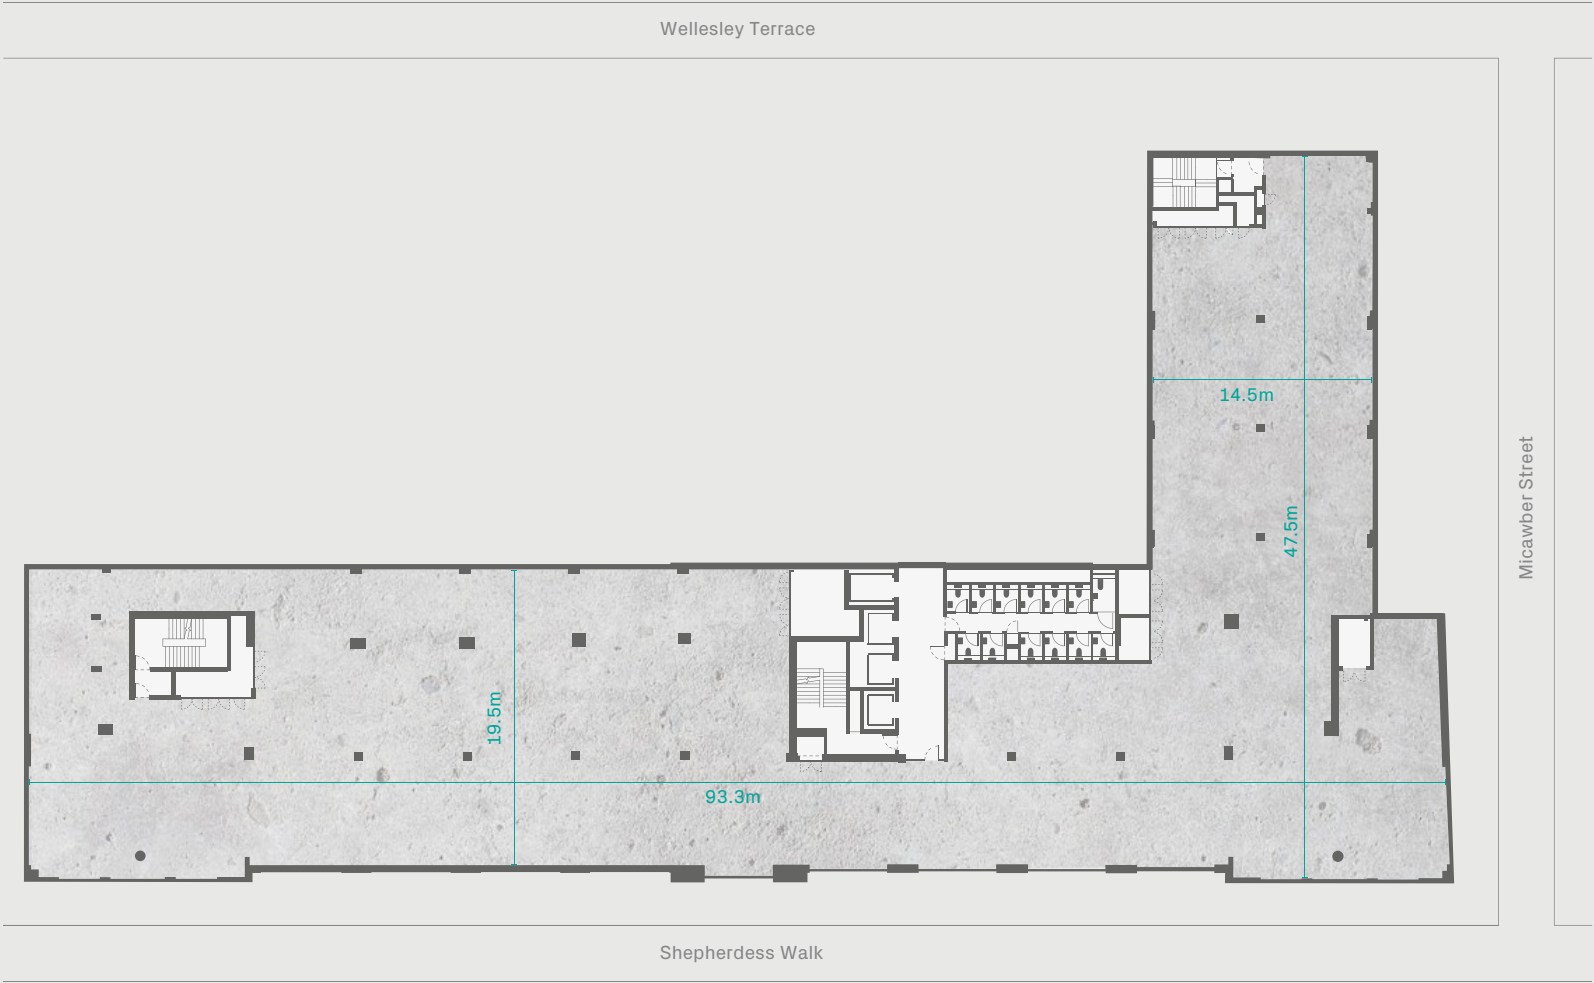 Wellesley Terrace
14.5m
47.5m
Micawber Street
19.5m
93.3m
Shepherdess Walk